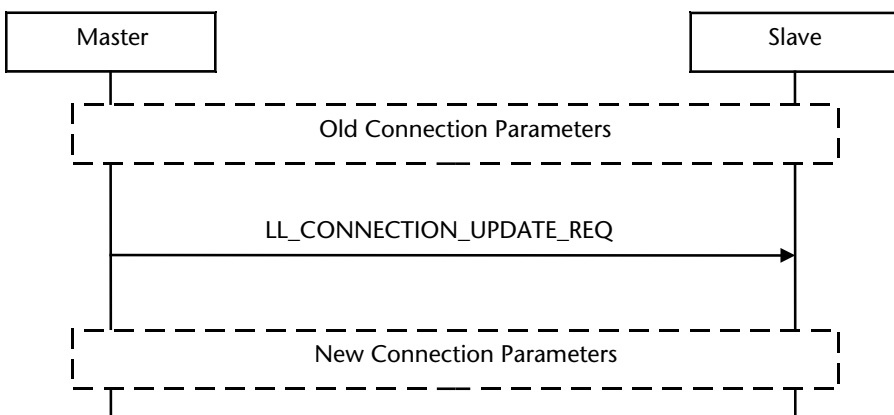 Master
Slave
Old Connection Parameters
LL_CONNECTION_UPDATE_REQ
New Connection Parameters